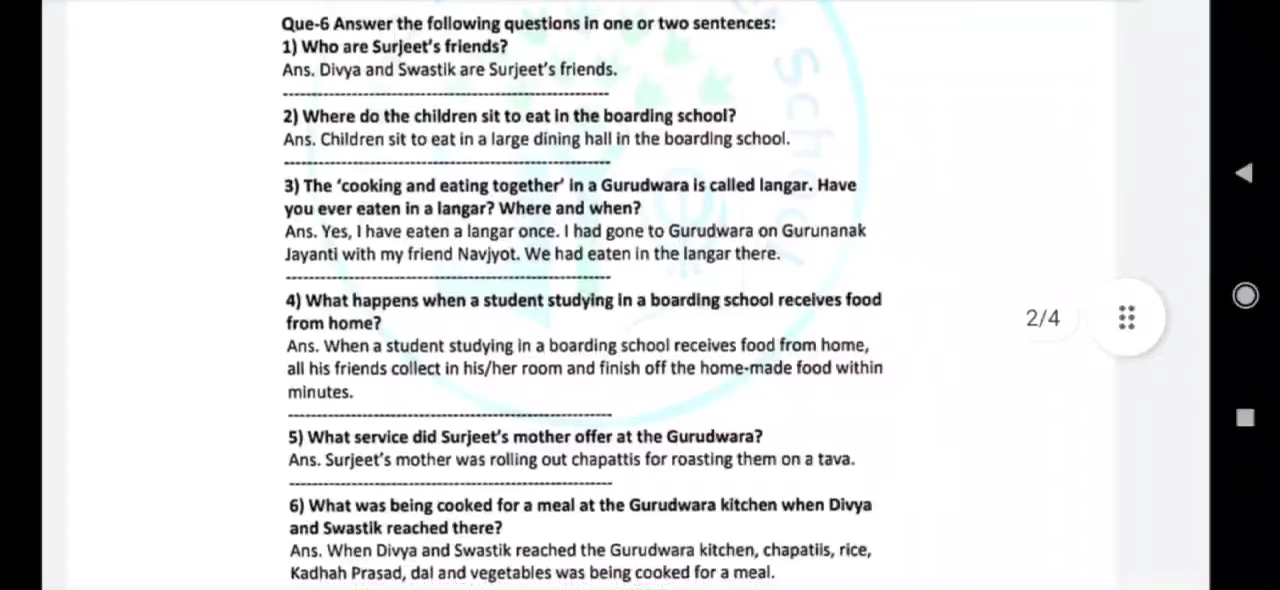 Que-6 Answer the following questions in one or two sentences:
1) Who are Surjeet's friends?
Ans. Divya and Swastik are Surjeet's friends.
--------------------------------------------------
2) Where do the children sit to eat in the boarding school?
Ans. Children sit to eat in a large dining hall in the boarding school.
--------------------------------------------------
3) The 'cooking and eating together' in a Gurudwara is called langar. Have
you ever eaten in a langar? Where and when?
Ans. Yes, I have eaten a langar once. I had gone to Gurudwara on Gurunanak
Jayanti with my friend Navjyot. We had eaten in the langar there.
--------------------------------------------------
4) What happens when a student studying in a boarding school receives food
from home?
Ans. When a student studying in a boarding school receives food from home,
all his friends collect in his/her room and finish off the home-made food within
minutes.
--------------------------------------------------
5) What service did Surjeet's mother offer at the Gurudwara?
Ans. Surjeet's mother was rolling out chapattis for roasting them on a tava.
--------------------------------------------------
6) What was being cooked for a meal at the Gurudwara kitchen when Divya
and Swastik reached there?
Ans. When Divya and Swastik reached the Gurudwara kitchen, chapatiis, rice,
Kadhah Prasad, dal and vegetables was being cooked for a meal.
School
2/4